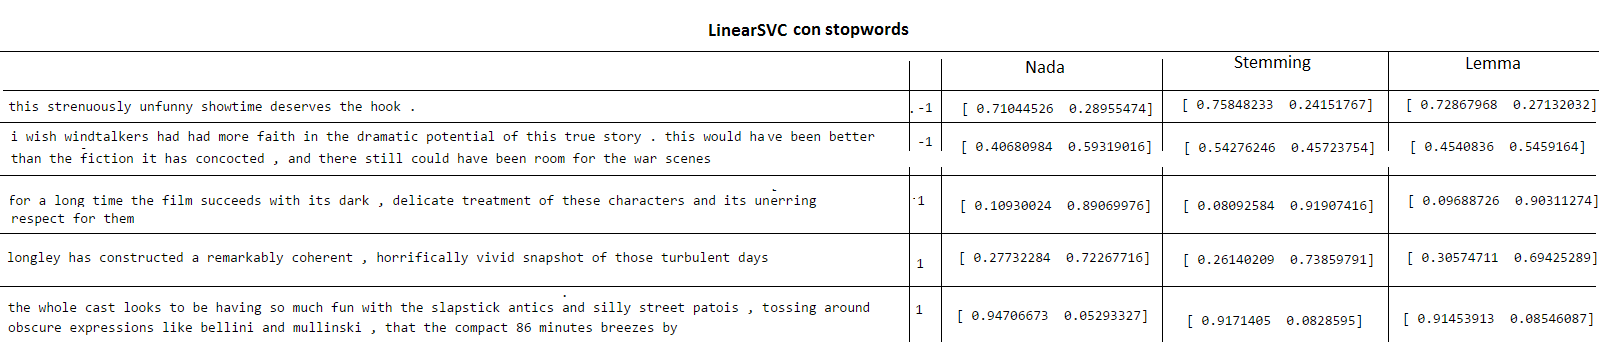 LinearSVC con stopwords
Nada Stemming Lemma
this strenuously unfunny showtime deserves the hook . -1 [ 0.71044526 0.28955474] [ 0.75848233 0.24151767] [ 0.72867968 0.27132032]
i wish windtalkers had had more faith in the dramatic potential of this true story . this would have been better
than the fiction it has concocted , and there still could have been room for the war scenes -1 [ 0.40680984 0.59319016] [ 0.54276246 0.45723754] [ 0.4540836 0.5459164]
for a long time the film succeeds with its dark , delicate treatment of these characters and its unerring
respect for them 1 [ 0.10930024 0.89069976] [ 0.08092584 0.91907416] [ 0.09688726 0.90311274]
longley has constructed a remarkably coherent , horrifically vivid snapshot of those turbulent days 1 [ 0.27732284 0.72267716] [ 0.26140209 0.73859791] [ 0.30574711 0.69425289]
the whole cast looks to be having so much fun with the slapstick antics and silly street patois , tossing around
obscure expressions like bellini and mullinski , that the compact 86 minutes breezes by 1 [ 0.94706673 0.05293327] [ 0.9171405 0.0828595] [ 0.91453913 0.08546087]